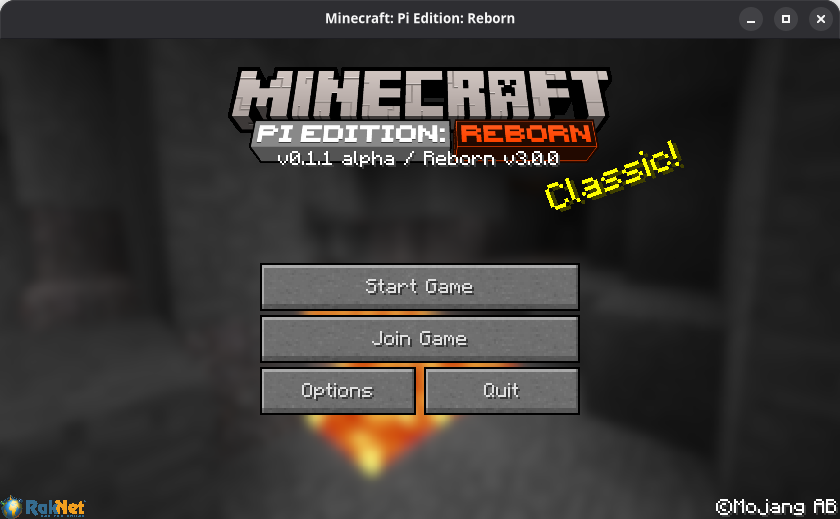 Minecraft: Pi Edition: Reborn
MINECRAFT
PI EDITION: REBORN
v0.1.1 alpha / Reborn v3.0.0
Classic!
Start Game
Join Game
Options
Quit
RakNet
©Mojang AB